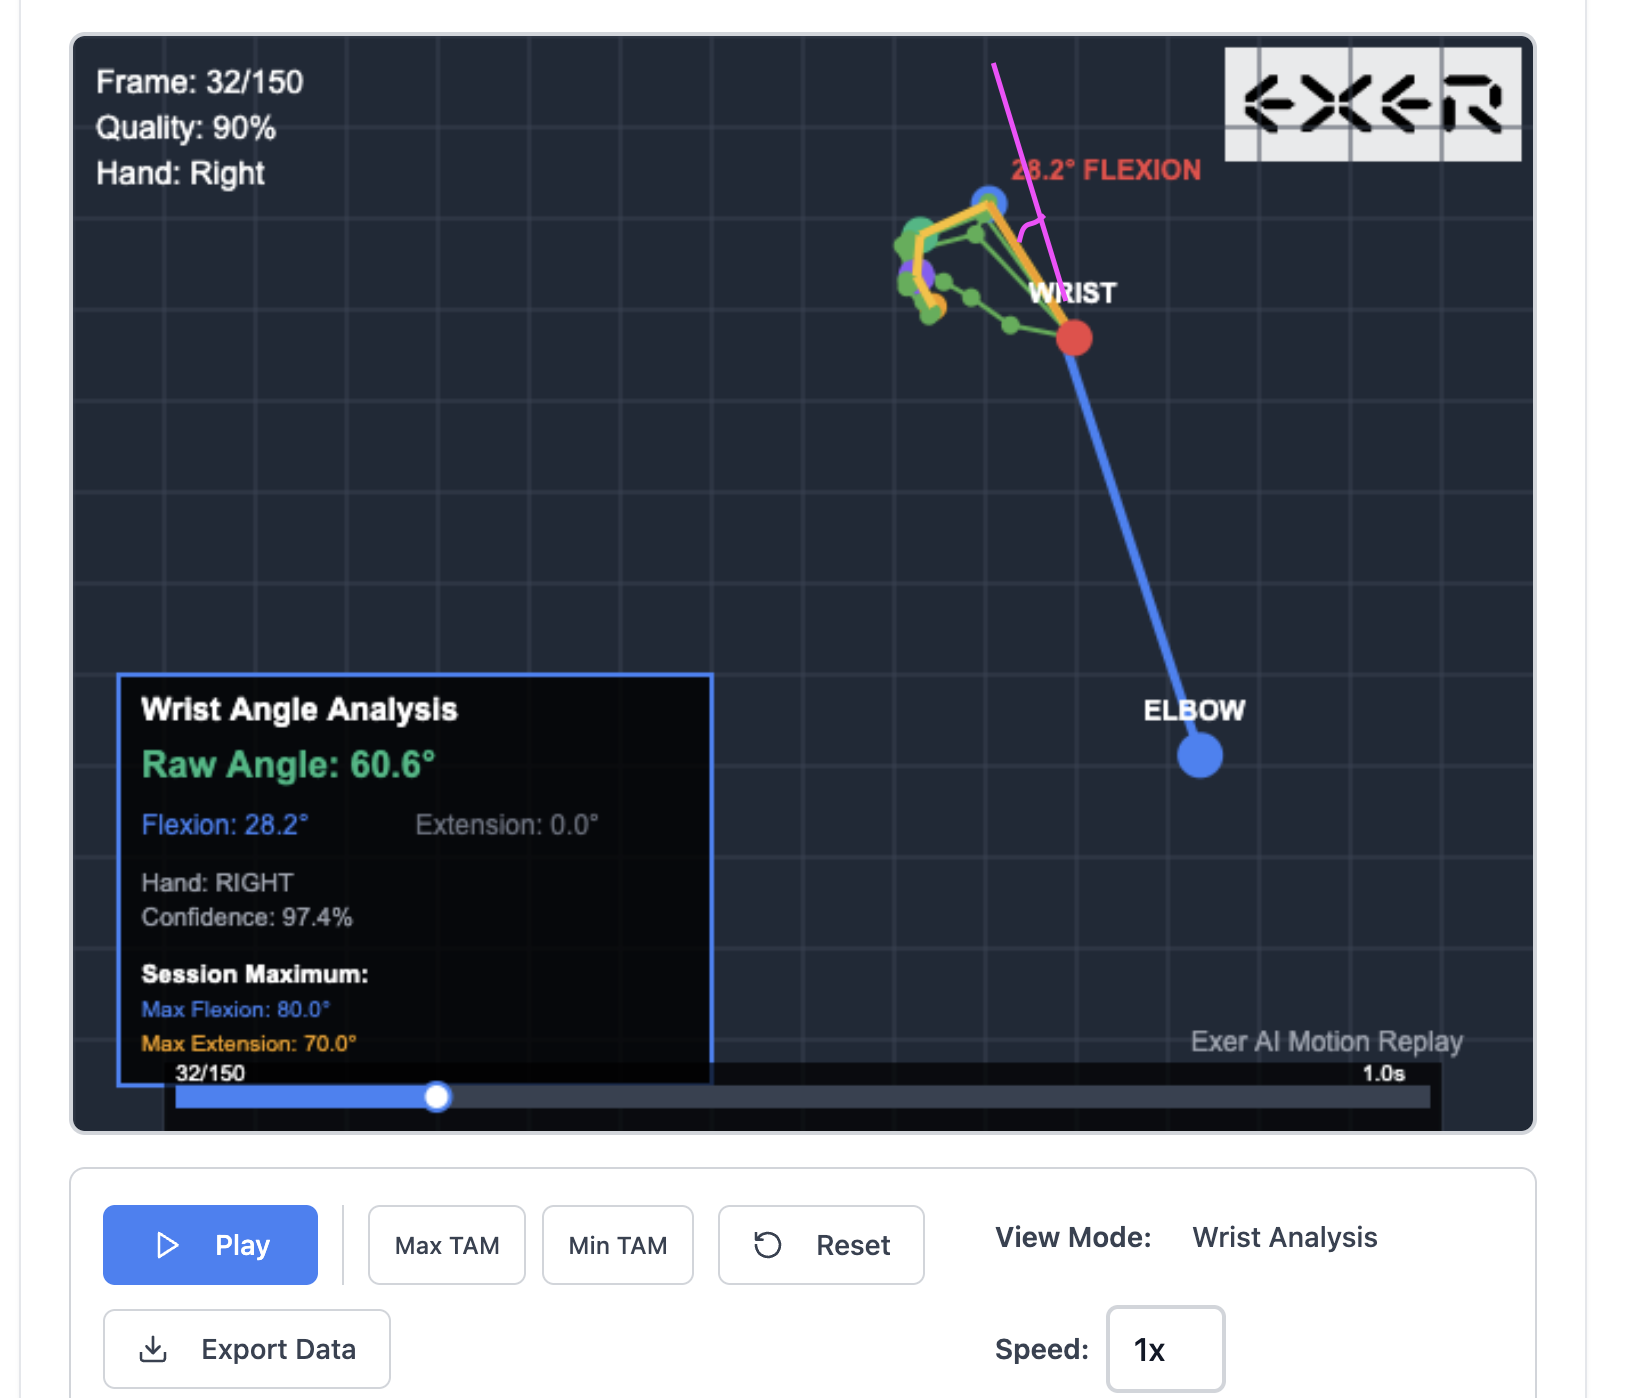 Frame: 32/150
Quality: 90%
Hand: Right
EXER
28.2° FLEXION
WRIST
ELBOW
Wrist Angle Analysis
Raw Angle: 60.6°
Flexion: 28.2° Extension: 0.0°
Hand: RIGHT
Confidence: 97.4%
Session Maximum:
Max Flexion: 80.0°
Max Extension: 70.0°
Exer AI Motion Replay
32/150 1.0s
Play Max TAM Min TAM Reset View Mode: Wrist Analysis
Export Data Speed: 1x